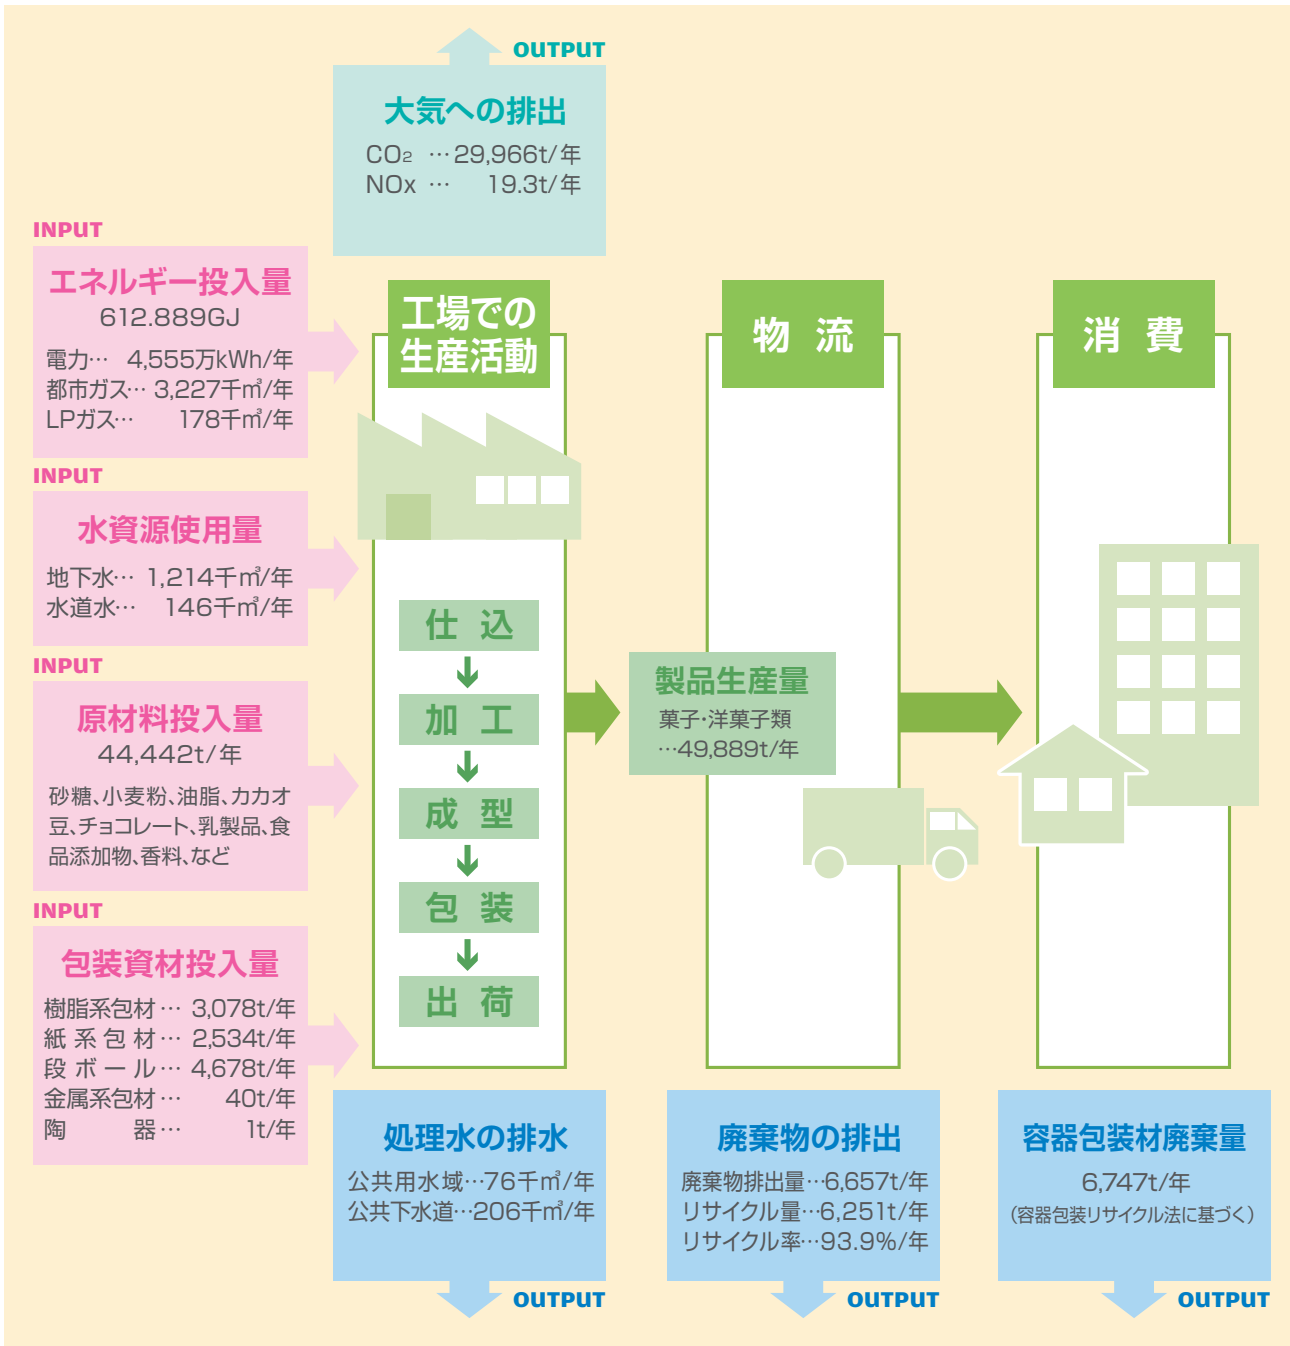 OUTPUT
大気への排出
CO₂ …29,966t/年
NOx … 19.3t/年
INPUT
エネルギー投入量
612.889GJ
電力… 4,555万kWh/年
都市ガス… 3,227千㎥/年
LPガス… 178千㎥/年
INPUT
水資源使用量
地下水… 1,214千㎥/年
水道水… 146千㎥/年
INPUT
原材料投入量
44,442t/年
砂糖、小麦粉、油脂、カカオ
豆、チョコレート、乳製品、食
品添加物、香料、など
INPUT
包装資材投入量
樹脂系包材… 3,078t/年
紙系包材… 2,534t/年
段ボール… 4,678t/年
金属系包材… 40t/年
陶器… 1t/年
工場での
生産活動
仕込
加工
成型
包装
出荷
処理水の排水
公共用水域…76千㎥/年
公共下水道…206千㎥/年
OUTPUT
物流
製品生産量
菓子・洋菓子類
…49,889t/年
廃棄物の排出
廃棄物排出量…6,657t/年
リサイクル量…6,251t/年
リサイクル率…93.9%/年
OUTPUT
消費
容器包装材廃棄量
6,747t/年
（容器包装リサイクル法に基づく）
OUTPUT